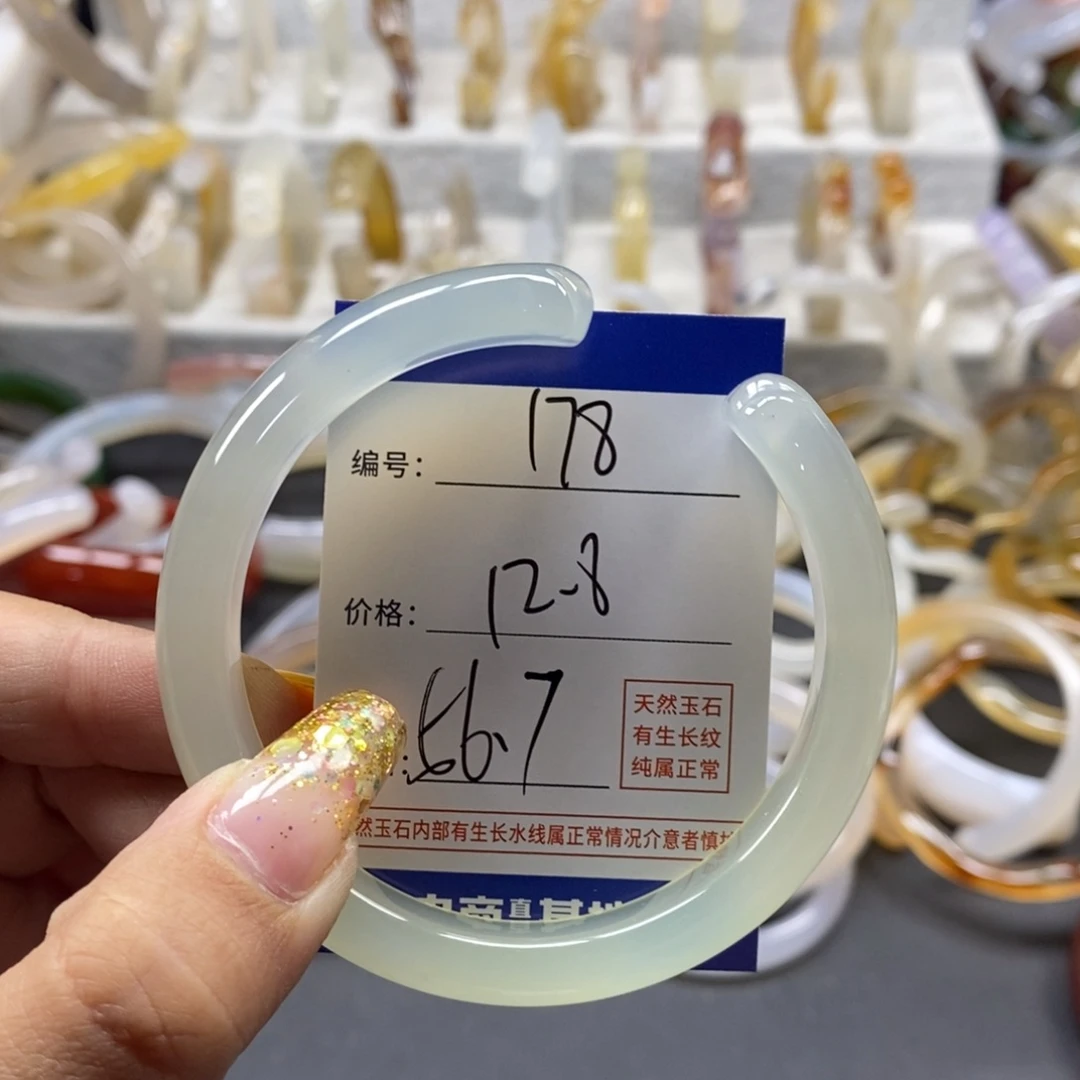 编号： 178
价格： 12-8
： 56.7
天然玉石
有生长纹
纯属正常
然玉石内部有生长水线属正常情况介意者慎